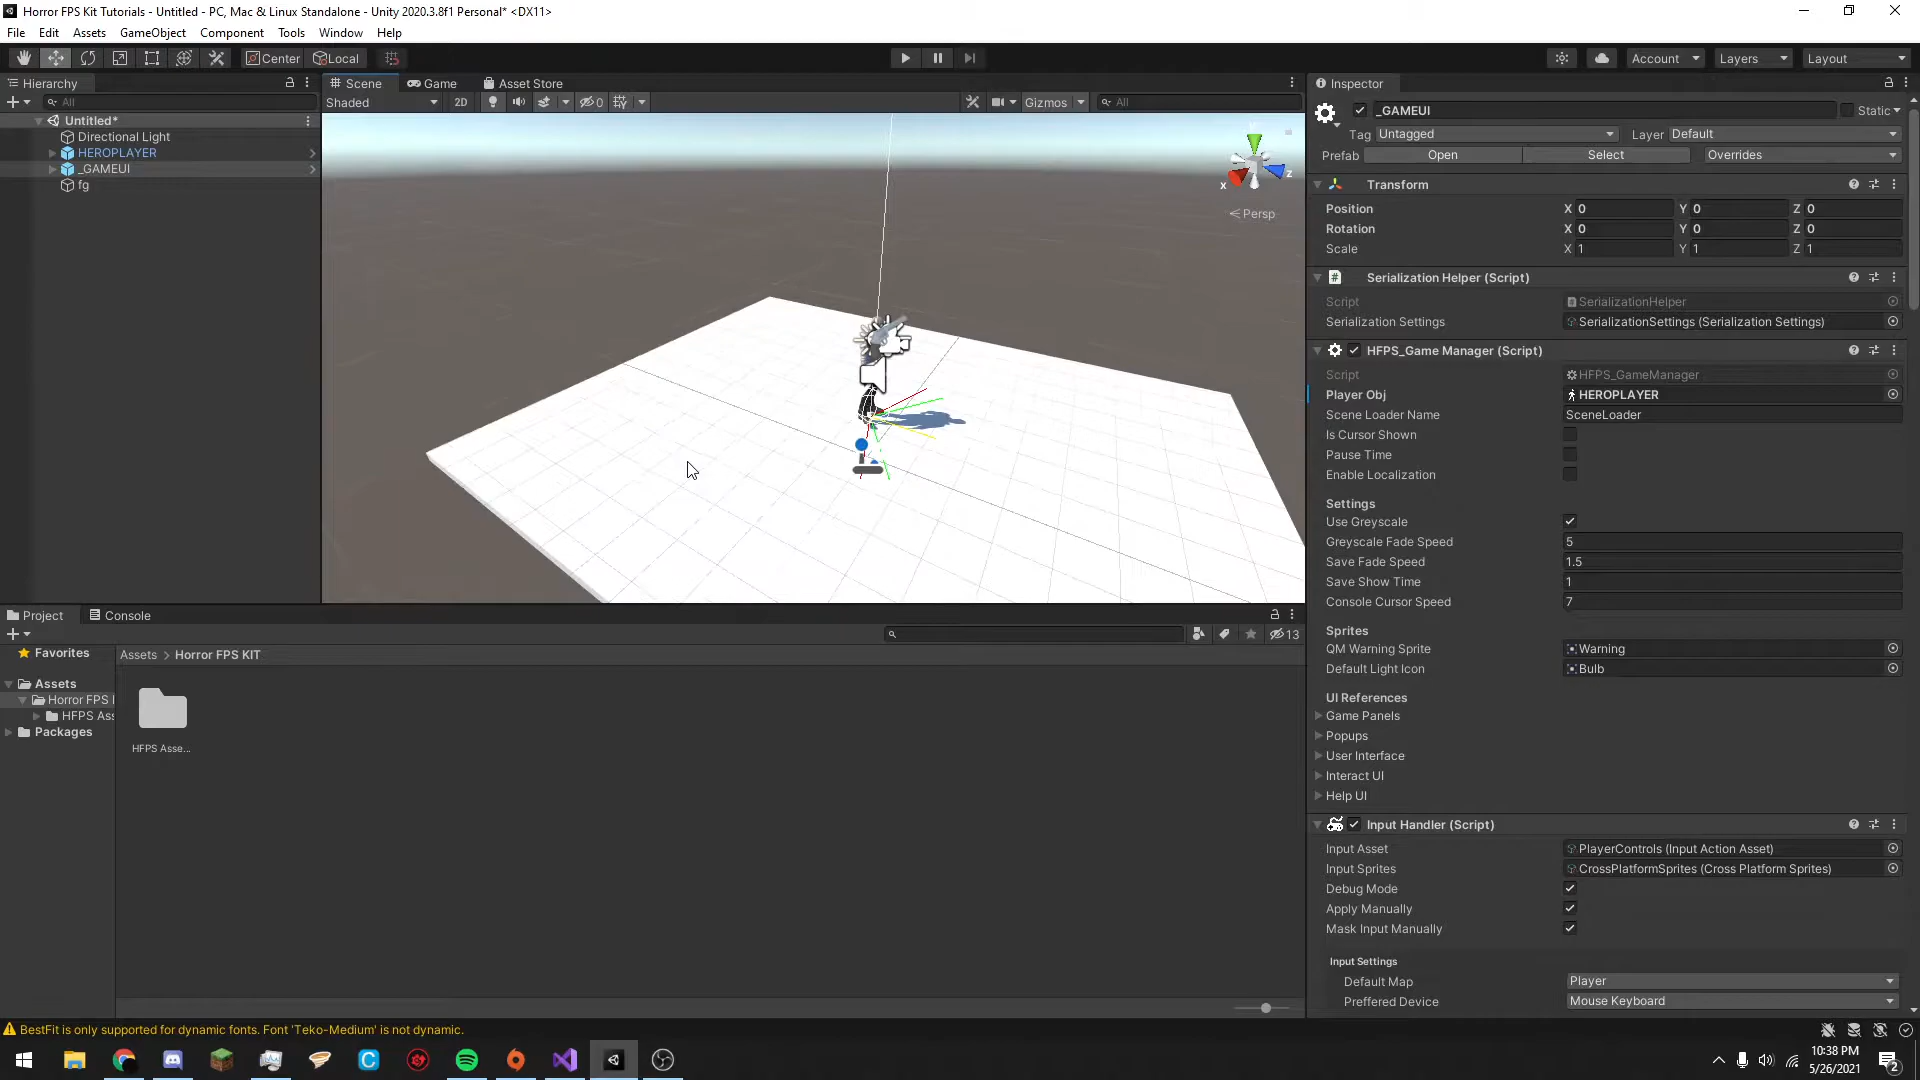 Horror FPS Kit Tutorials - Untitled - PC, Mac & Linux Standalone - Unity 2020.3.8f1 Personal* <DX11>
File Edit Assets GameObject Component Tools Window Help
Center Local Account Layers Layout
Hierarchy
All
Untitled*
Directional Light
HEROPLAYER
_GAMEUI
fg
Scene Game Asset Store
Shaded 2D 0 Gizmos All
x z
Persp
Project Console
13
Favorites
Assets > Horror FPS KIT
Assets
Horror FPS I
HFPS Ass
Packages
HFPS Asse...
Inspector
_GAMEUI Static
Tag Untagged Layer Default
Prefab Open Select Overrides
Transform
Position X 0 Y 0 Z 0
Rotation X 0 Y 0 Z 0
Scale X 1 Y 1 Z 1
Serialization Helper (Script)
Script SerializationHelper
Serialization Settings SerializationSettings (Serialization Settings)
HFPS_Game Manager (Script)
Script HFPS_GameManager
Player Obj HEROPLAYER
Scene Loader Name SceneLoader
Is Cursor Shown
Pause Time
Enable Localization
Settings
Use Greyscale
Greyscale Fade Speed 5
Save Fade Speed 1.5
Save Show Time 1
Console Cursor Speed 7
Sprites
QM Warning Sprite Warning
Default Light Icon Bulb
UI References
Game Panels
Popups
User Interface
Interact UI
Help UI
Input Handler (Script)
Input Asset PlayerControls (Input Action Asset)
Input Sprites CrossPlatformSprites (Cross Platform Sprites)
Debug Mode
Apply Manually
Mask Input Manually
Input Settings
Default Map Player
Preffered Device Mouse Keyboard
BestFit is only supported for dynamic fonts. Font 'Teko-Medium' is not dynamic.
10:38 PM
5/26/2021
2